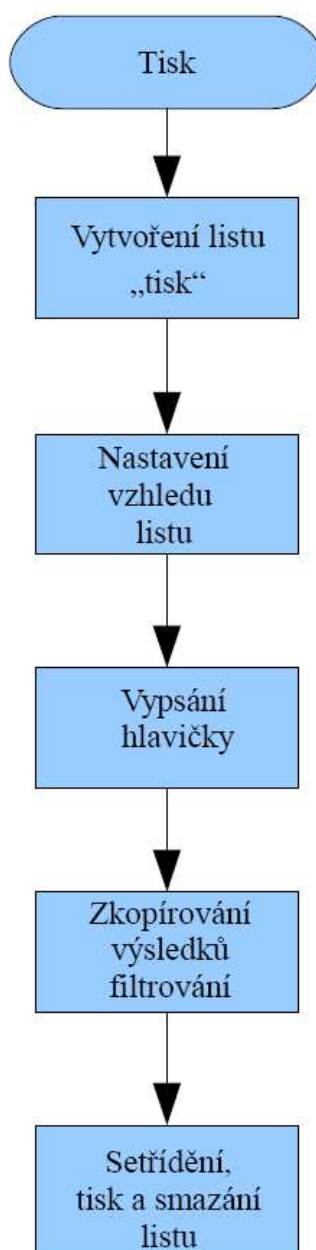 Tisk
Vytvoření listu
„tisk“
Nastavení
vzhledu
listu
Vypsání
hlavičky
Zkopírování
výsledků
filtrování
Setřídění,
tisk a smazání
listu